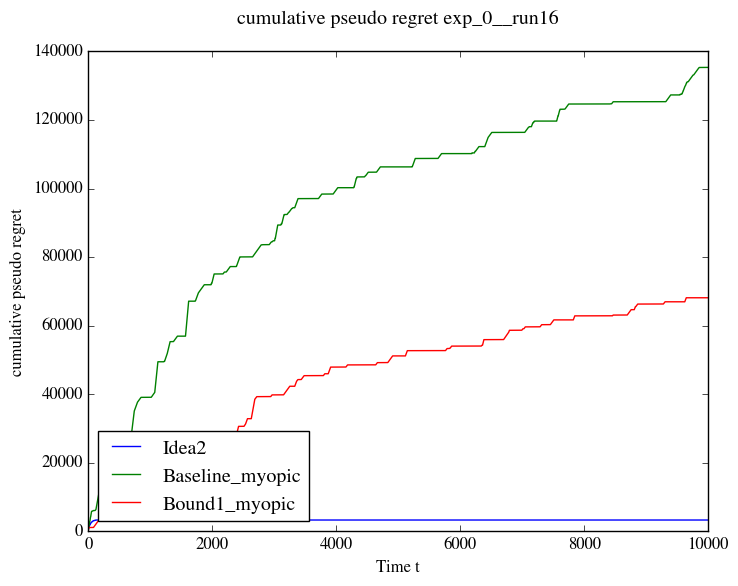 cumulative pseudo regret exp_0__run16
140000
120000
100000
80000
60000
40000
20000
0
cumulative pseudo regret
Idea2
Baseline_myopic
Bound1_myopic
0 2000 4000 6000 8000 10000
Time t